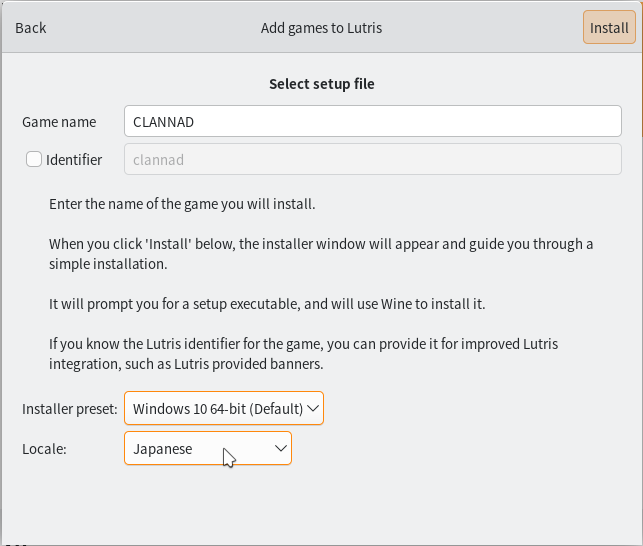 Back
Add games to Lutris
Install
Select setup file
Game name
CLANNAD
Identifier
clannad
Enter the name of the game you will install.
When you click 'Install' below, the installer window will appear and guide you through a
simple installation.
It will prompt you for a setup executable, and will use Wine to install it.
If you know the Lutris identifier for the game, you can provide it for improved Lutris
integration, such as Lutris provided banners.
Installer preset:
Windows 10 64-bit (Default)
Locale:
Japanese